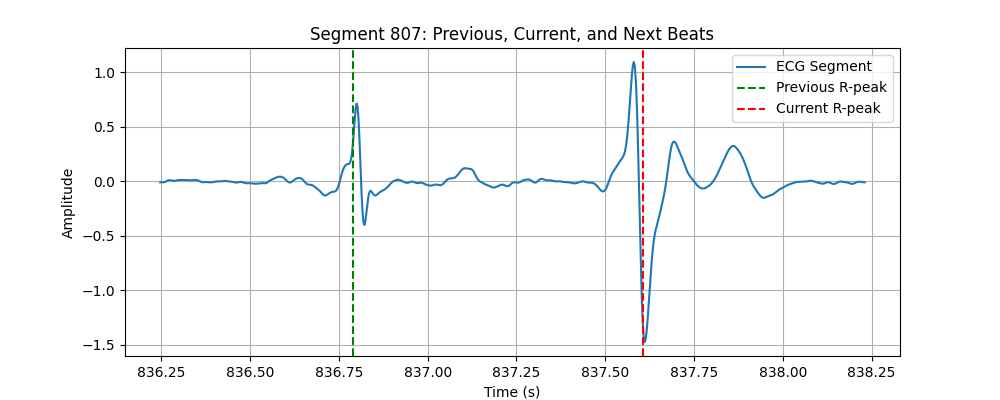 Segment 807: Previous, Current, and Next Beats
ECG Segment
Previous R-peak
Current R-peak
1.0
0.5
0.0
−0.5
−1.0
−1.5
Amplitude
836.25 836.50 836.75 837.00 837.25 837.50 837.75 838.00 838.25
Time (s)